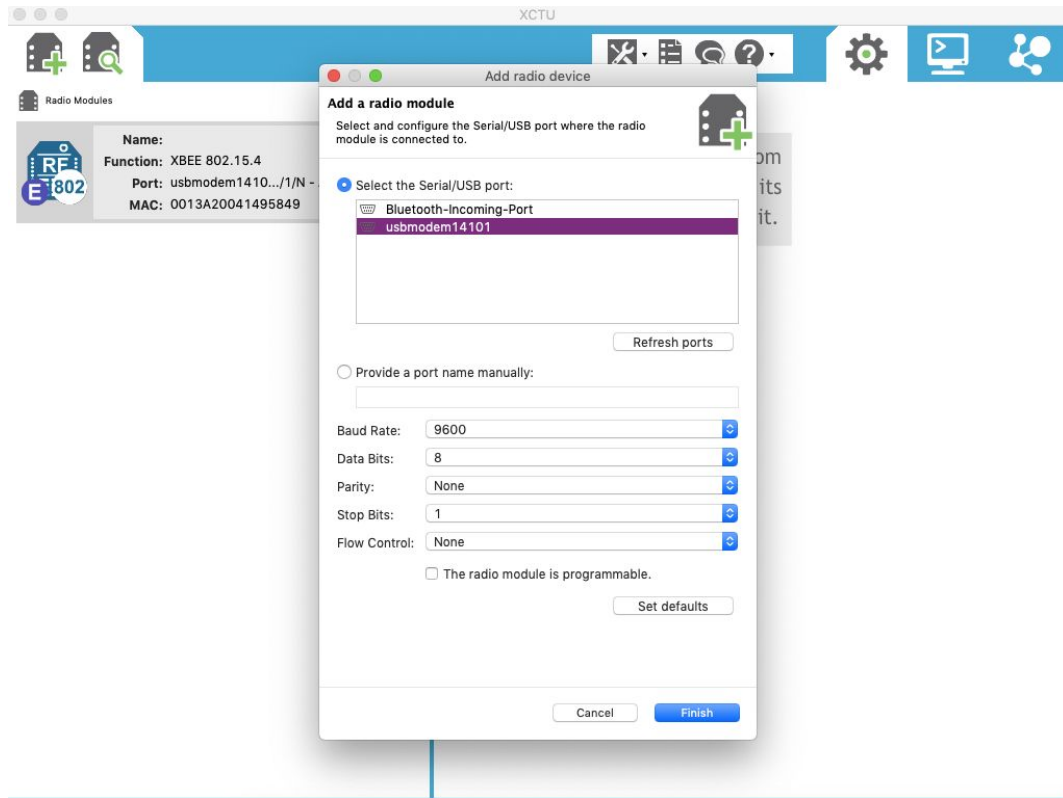 XCTU
Radio Modules
Name:
Function: XBEE 802.15.4
Port: usbmodem1410.../1/N -
MAC: 0013A20041495849
RF
E 802
Add radio device
Add a radio module
Select and configure the Serial/USB port where the radio
module is connected to.
om
its
it.
Select the Serial/USB port:
Bluetooth-Incoming-Port
usbmodem14101
Refresh ports
Provide a port name manually:
Baud Rate: 9600
Data Bits: 8
Parity: None
Stop Bits: 1
Flow Control: None
The radio module is programmable.
Set defaults
Cancel Finish